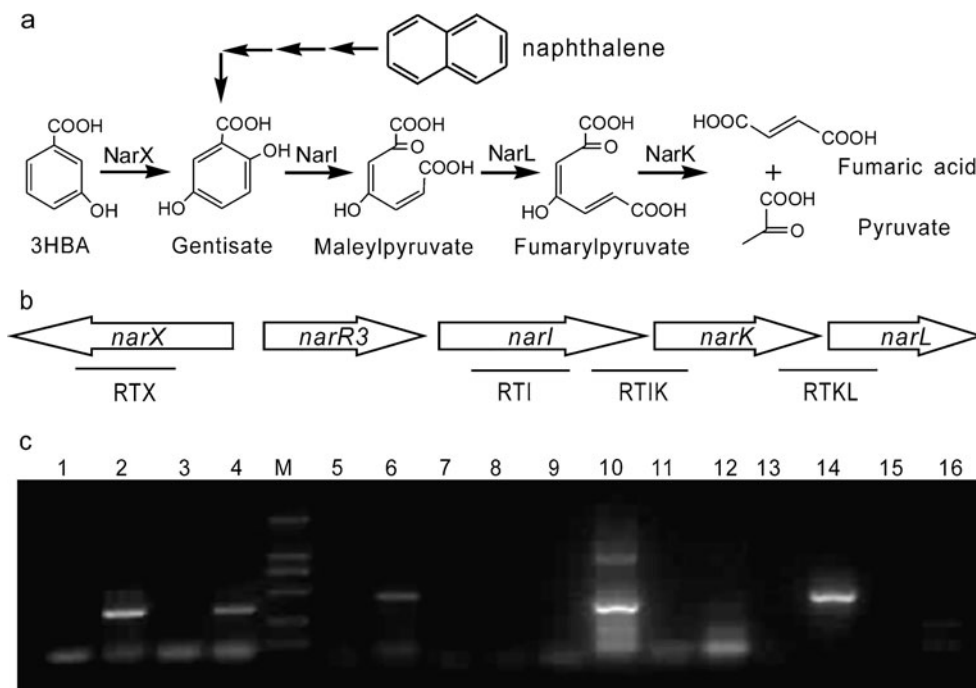 a
naphthalene
COOH
NarX
HO
3HBA
COOH
OH
HO
NarI
Gentisate
COOH
O
COOH
HO
NarL
Maleylpyruvate
COOH
O
HO
COOH
NarK
Fumarylpyruvate
HOOC
COOH
Fumaric acid
+
COOH
O
Pyruvate
b
narX narR3 narI narK narL
RTX RTI RTIK RTKL
c
1 2 3 4 M 5 6 7 8 9 10 11 12 13 14 15 16